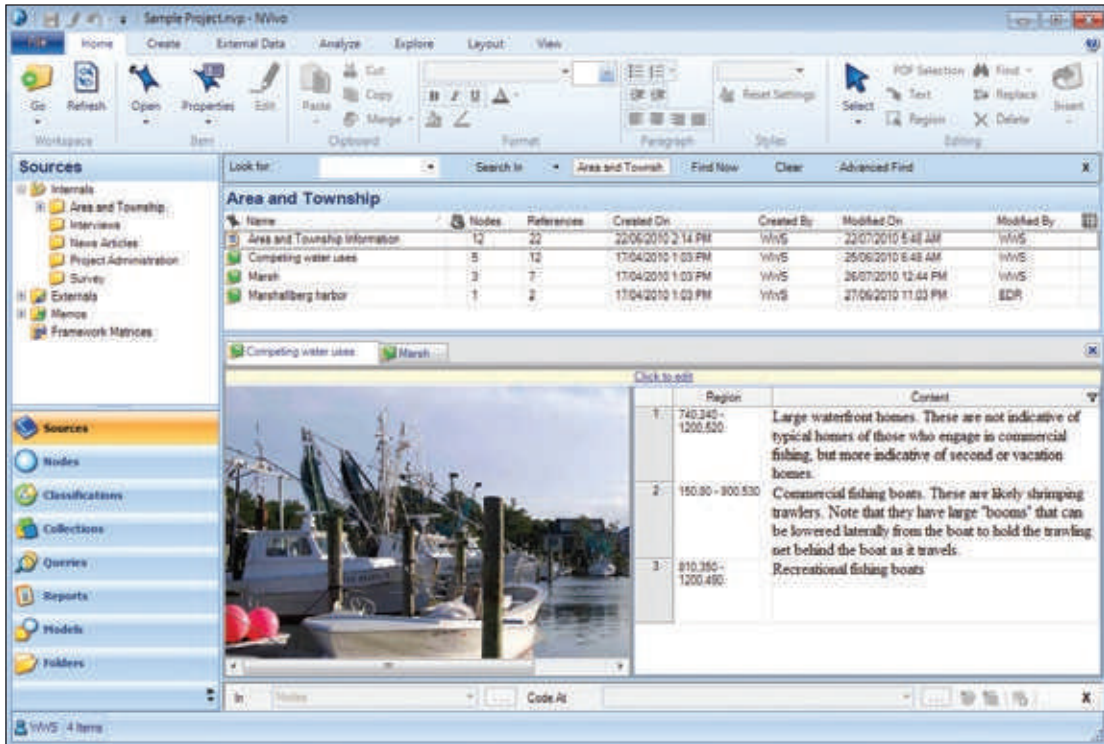 Sample Project.nvp - NVivo
File Home Create External Data Analyze Explore Layout View
Go Refresh Open Properties Edit Paste Cut Copy Merge
B I U A Reset Settings
Select PDF Selection Text Region Find Replace Delete Insert
Workspace Item Clipboard Format Paragraph Styles Editing
Sources
Internals
Area and Township
Interviews
News Articles
Project Administration
Survey
Externals
Memos
Framework Matrices
Sources
Nodes
Classifications
Collections
Queries
Reports
Models
Folders
Look for: Search In Area and Townsh Find Now Clear Advanced Find X
Area and Township
Name Nodes References Created On Created By Modified On Modified By
Area and Township Information 12 22 22/06/2010 2:14 PM WWS 22/07/2010 5:48 AM WWS
Competing water uses 5 12 17/04/2010 1:03 PM WWS 25/06/2010 6:48 AM WWS
Marsh 3 7 17/04/2010 1:03 PM WWS 26/07/2010 12:44 PM WWS
Marshallberg harbor 1 2 17/04/2010 1:03 PM WWS 27/06/2010 11:03 PM EDR
Competing water uses Marsh
Click to edit
Region Content
1 740,240 - 1200,520
Large waterfront homes. These are not indicative of
typical homes of those who engage in commercial
fishing, but more indicative of second or vacation
homes.
2 150,80 - 900,530
Commercial fishing boats. These are likely shrimping
trawlers. Note that they have large "booms" that can
be lowered laterally from the boat to hold the trawling
net behind the boat as it travels.
3 810,350 - 1200,490
Recreational fishing boats
In Nodes Code At X
WWS 4 Items